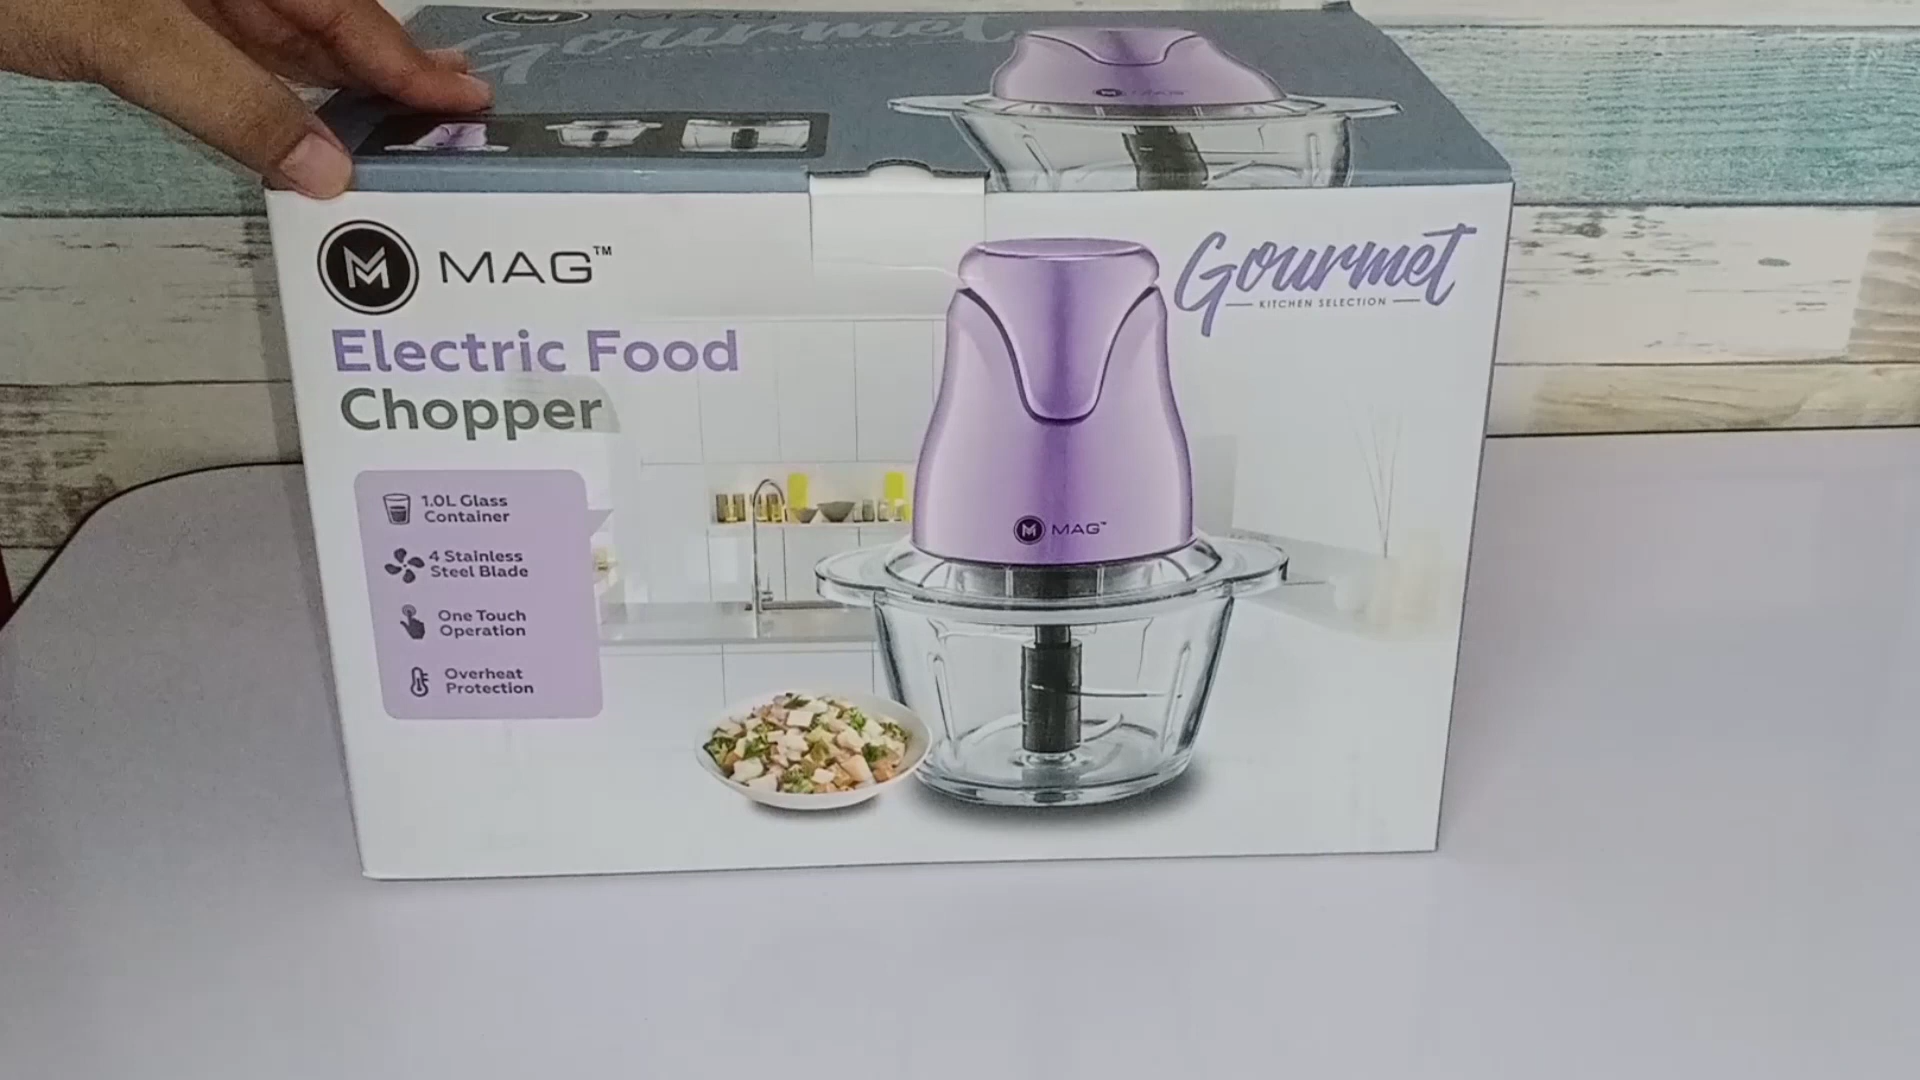 MAG
Gourmet
MAG™
Gourmet
KITCHEN SELECTION
Electric Food
Chopper
1.0L Glass
Container
4 Stainless
Steel Blade
One Touch
Operation
Overheat
Protection
MAG™